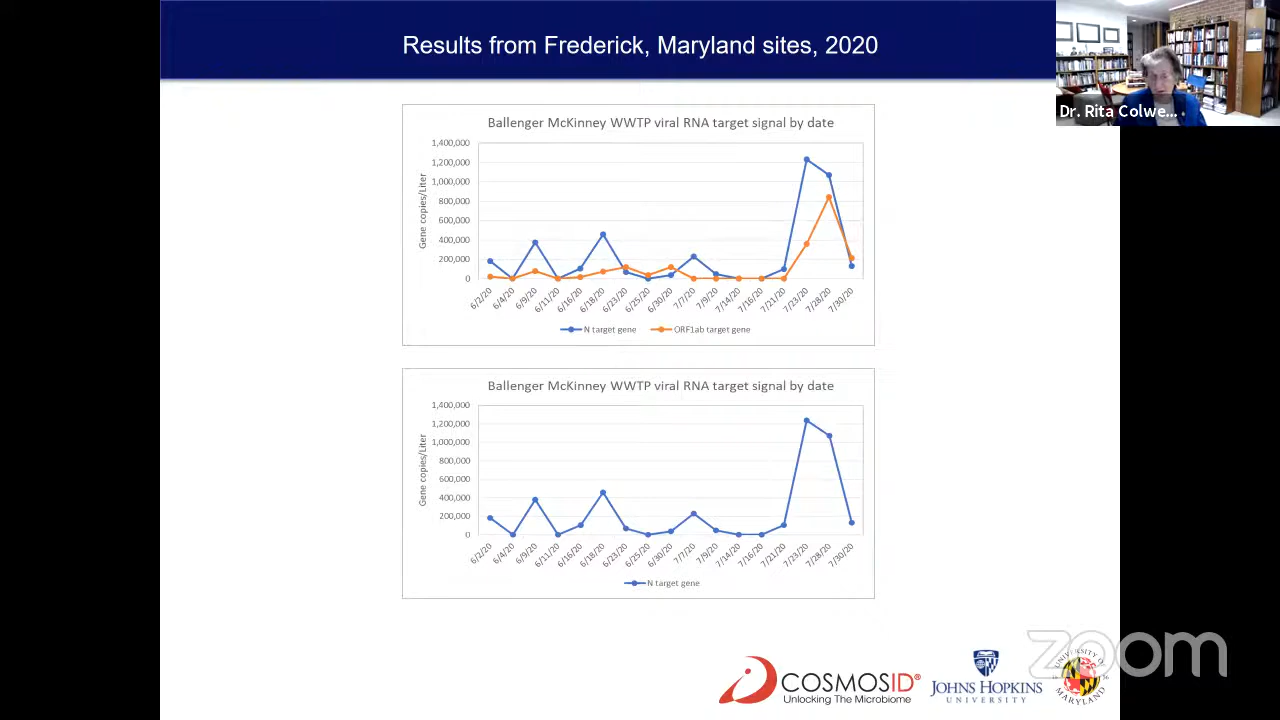 Results from Frederick, Maryland sites, 2020
Dr. Rita Colwe...
Ballenger McKinney WWTP viral RNA target signal by date
Gene copies/Liter
1,400,000
1,200,000
1,000,000
800,000
600,000
400,000
200,000
0
6/2/20 6/4/20 6/9/20 6/11/20 6/16/20 6/18/20 6/23/20 6/25/20 6/30/20 7/7/20 7/9/20 7/14/20 7/16/20 7/21/20 7/23/20 7/28/20 7/30/20
N target gene ORF1ab target gene
Ballenger McKinney WWTP viral RNA target signal by date
Gene copies/Liter
1,400,000
1,200,000
1,000,000
800,000
600,000
400,000
200,000
0
6/2/20 6/4/20 6/9/20 6/11/20 6/16/20 6/18/20 6/23/20 6/25/20 6/30/20 7/7/20 7/9/20 7/14/20 7/16/20 7/21/20 7/23/20 7/28/20 7/30/20
N target gene
COSMOSID®
Unlocking The Microbiome
JOHNS HOPKINS
UNIVERSITY
UNIVERSITY OF
MARYLAND
zoom